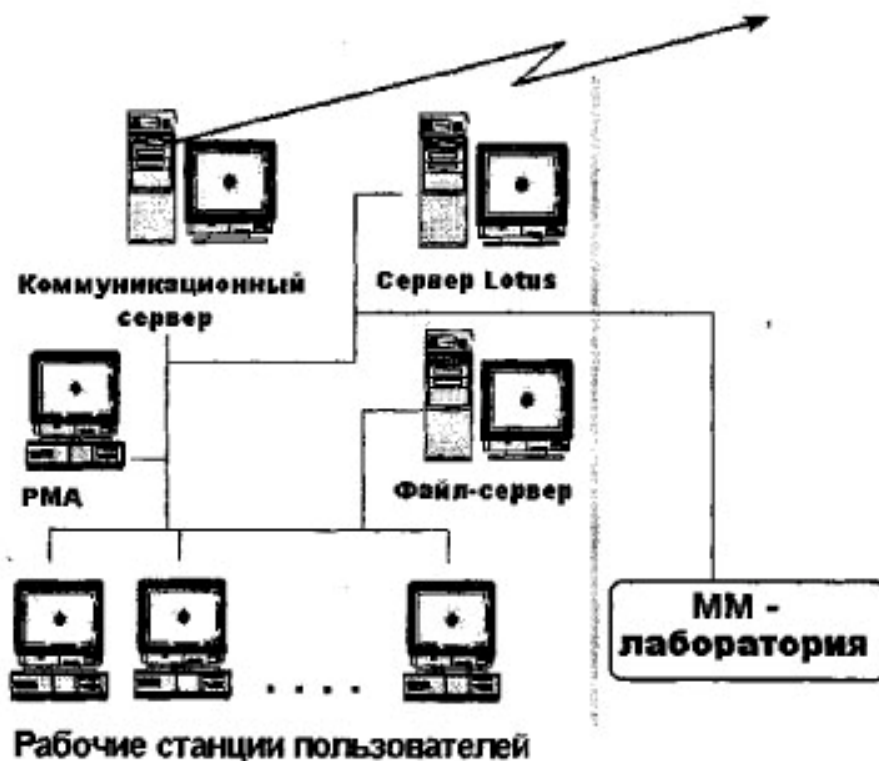 Коммуникационный
сервер
Сервер Lotus
РМА
Файл-сервер
ММ -
лаборатория
Рабочие станции пользователей